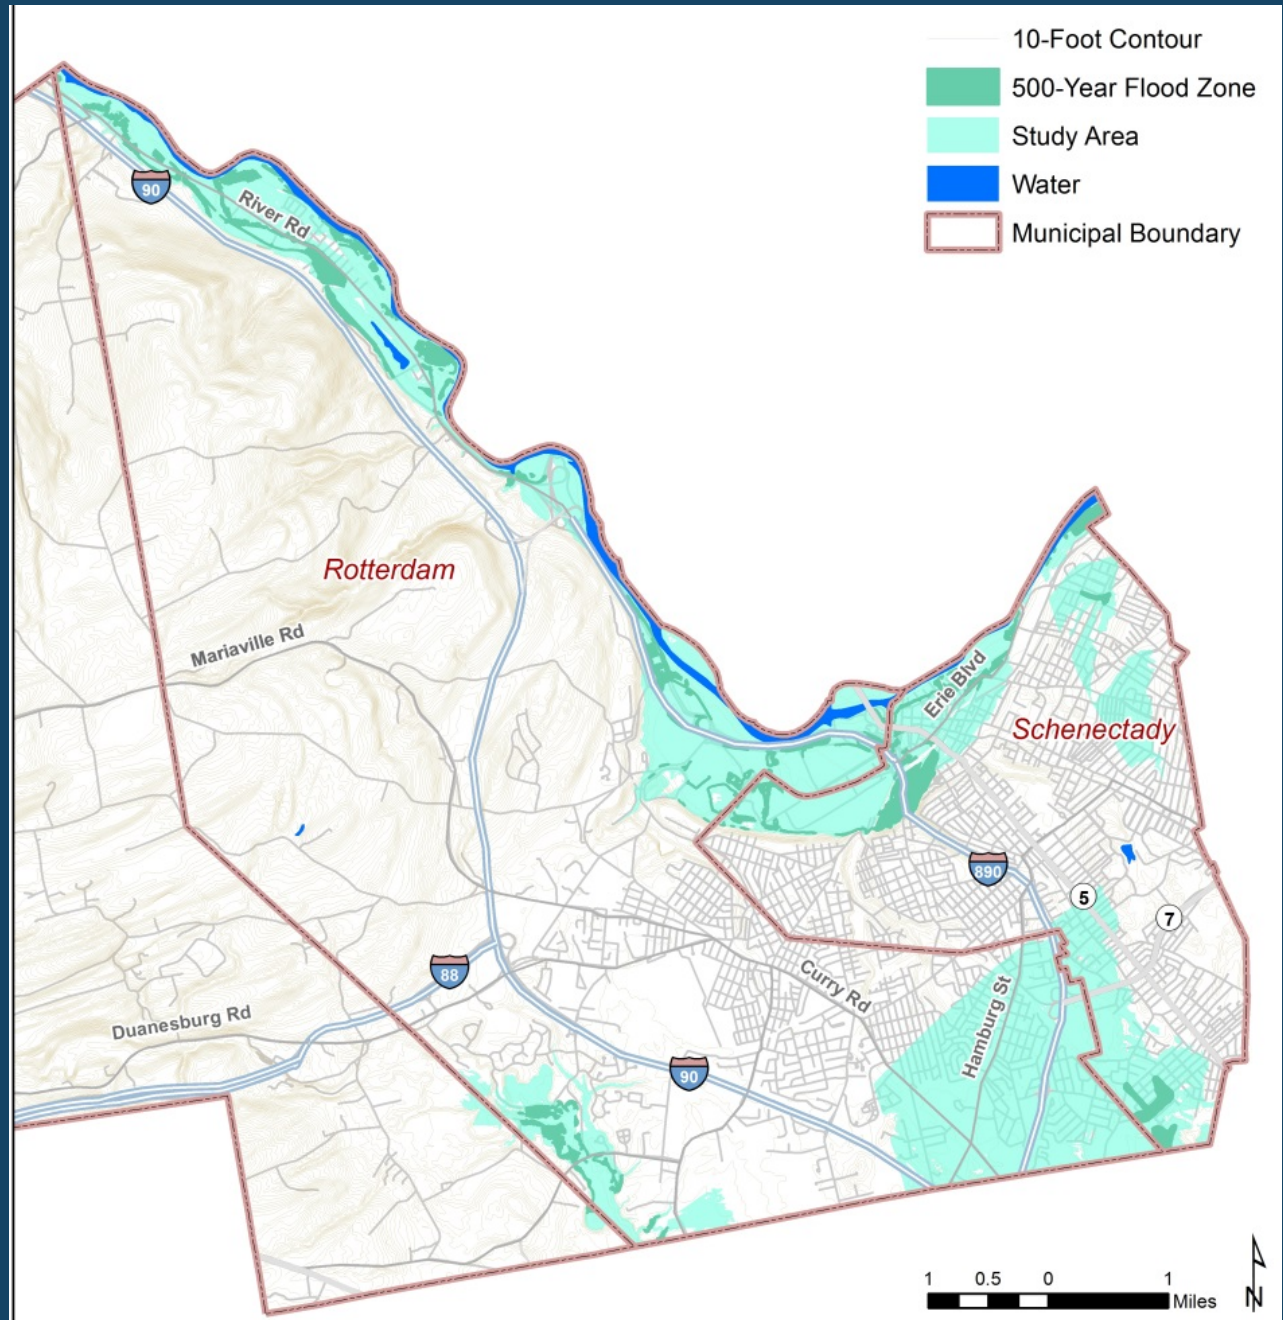 10-Foot Contour
500-Year Flood Zone
Study Area
Water
Municipal Boundary
90
River Rd
Rotterdam
Mariaville Rd
Erie Blvd
Schenectady
890
5
7
88
Curry Rd
Hamburg St
Duanesburg Rd
90
1 0.5 0 1
Miles
N